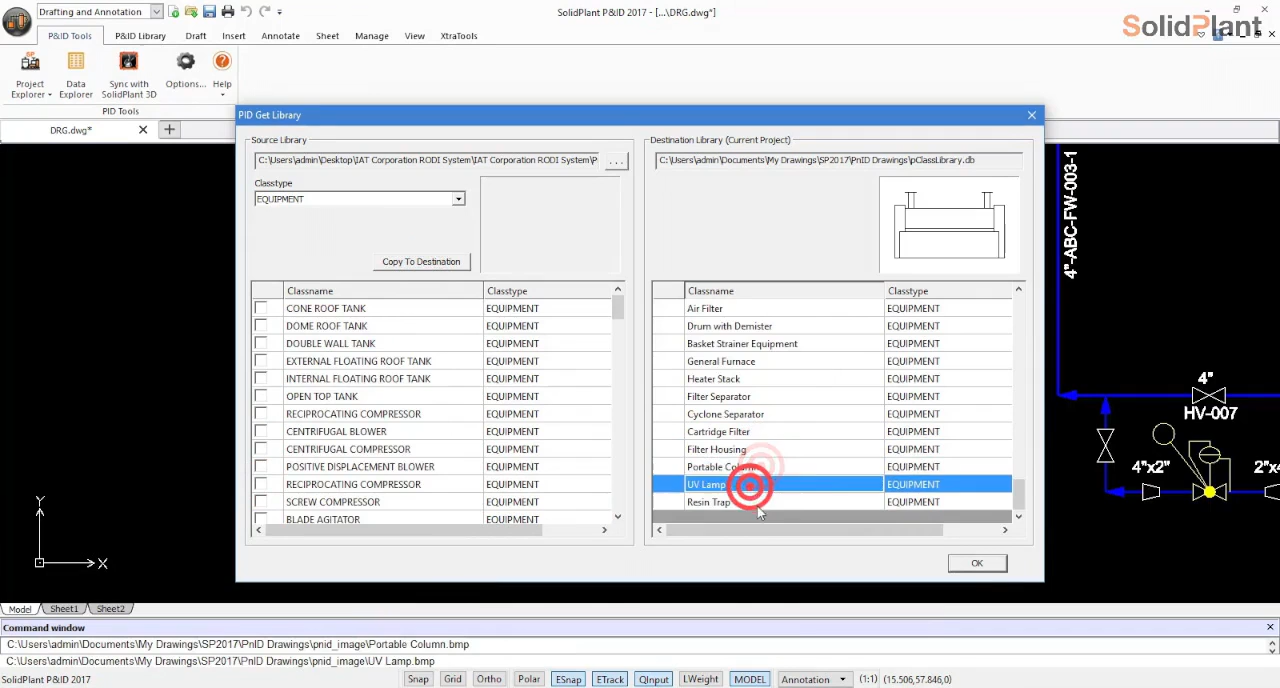 Drafting and Annotation
SolidPlant P&ID 2017 - [...\DRG.dwg*]
SolidPlant
P&ID Tools
P&ID Library
Draft
Insert
Annotate
Sheet
Manage
View
XtraTools
Project Explorer
Data Explorer
Sync with SolidPlant 3D
Options...
Help
PID Tools
DRG.dwg*
PID Get Library
Source Library
C:\Users\admin\Desktop\IAT Corporation RODI System\IAT Corporation RODI System\P
...
Classtype
EQUIPMENT
Copy To Destination
Classname Classtype
CONE ROOF TANK EQUIPMENT
DOME ROOF TANK EQUIPMENT
DOUBLE WALL TANK EQUIPMENT
EXTERNAL FLOATING ROOF TANK EQUIPMENT
INTERNAL FLOATING ROOF TANK EQUIPMENT
OPEN TOP TANK EQUIPMENT
RECIPROCATING COMPRESSOR EQUIPMENT
CENTRIFUGAL BLOWER EQUIPMENT
CENTRIFUGAL COMPRESSOR EQUIPMENT
POSITIVE DISPLACEMENT BLOWER EQUIPMENT
RECIPROCATING COMPRESSOR EQUIPMENT
SCREW COMPRESSOR EQUIPMENT
BLADE AGITATOR EQUIPMENT
Destination Library (Current Project)
C:\Users\admin\Documents\My Drawings\SP2017\PnID Drawings\pClassLibrary.db
Classname Classtype
Air Filter EQUIPMENT
Drum with Demister EQUIPMENT
Basket Strainer Equipment EQUIPMENT
General Furnace EQUIPMENT
Heater Stack EQUIPMENT
Filter Separator EQUIPMENT
Cyclone Separator EQUIPMENT
Cartridge Filter EQUIPMENT
Filter Housing EQUIPMENT
Portable Column EQUIPMENT
UV Lamp EQUIPMENT
Resin Trap EQUIPMENT
OK
4"-ABC-FW-003-1
4"
HV-007
4"x2"
2"x
Y
X
Model
Sheet1
Sheet2
Command window
C:\Users\admin\Documents\My Drawings\SP2017\PnID Drawings\pnid_image\Portable Column.bmp
C:\Users\admin\Documents\My Drawings\SP2017\PnID Drawings\pnid_image\UV Lamp.bmp
SolidPlant P&ID 2017
Snap
Grid
Ortho
Polar
ESnap
ETrack
QInput
LWeight
MODEL
Annotation
(1:1)
(15.506,57.846,0)